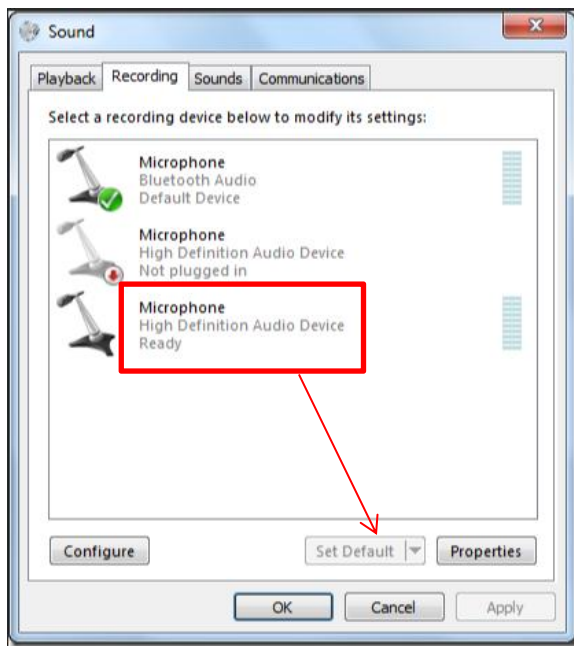 Sound
Playback Recording Sounds Communications
Select a recording device below to modify its settings:
Microphone
Bluetooth Audio
Default Device
Microphone
High Definition Audio Device
Not plugged in
Microphone
High Definition Audio Device
Ready
Configure Set Default Properties
OK Cancel Apply